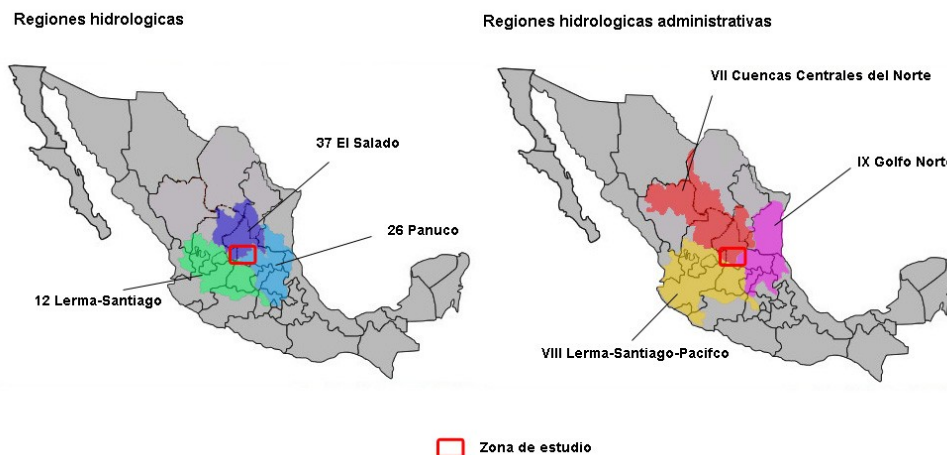 Regiones hidrologicas
37 El Salado
26 Panuco
12 Lerma-Santiago
Regiones hidrologicas administrativas
VII Cuencas Centrales del Norte
IX Golfo Norte
VIII Lerma-Santiago-Pacifco
Zona de estudio